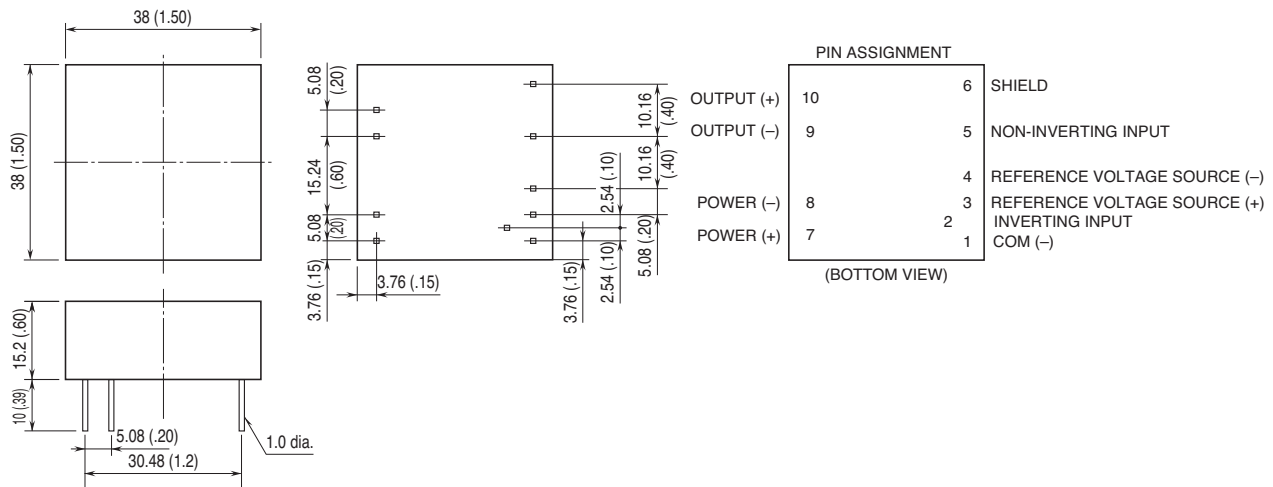 38 (1.50)
38 (1.50)
15.2 (.60)
10 (.39)
5.08 (.20)
30.48 (1.2)
1.0 dia.
5.08
(.20)
15.24
(.60)
5.08
(.20)
3.76 (.15)
3.76 (.15)
10.16
(.40)
10.16
(.40)
2.54 (.10)
5.08 (.20)
2.54 (.10)
3.76 (.15)
PIN ASSIGNMENT
OUTPUT (+) 10
OUTPUT (–) 9
POWER (–) 8
POWER (+) 7
6 SHIELD
5 NON-INVERTING INPUT
4 REFERENCE VOLTAGE SOURCE (–)
3 REFERENCE VOLTAGE SOURCE (+)
2 INVERTING INPUT
1 COM (–)
(BOTTOM VIEW)